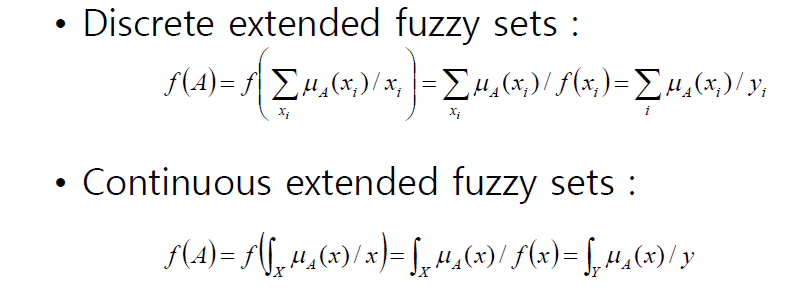 • Discrete extended fuzzy sets :
f(A)= f(∑_{x_i} μ_A(x_i)/x_i) = ∑_{x_i} μ_A(x_i)/f(x_i)= ∑_i μ_A(x_i)/y_i
• Continuous extended fuzzy sets :
f(A)= f(∫_X μ_A(x)/x)= ∫_X μ_A(x)/f(x)= ∫_Y μ_A(x)/y